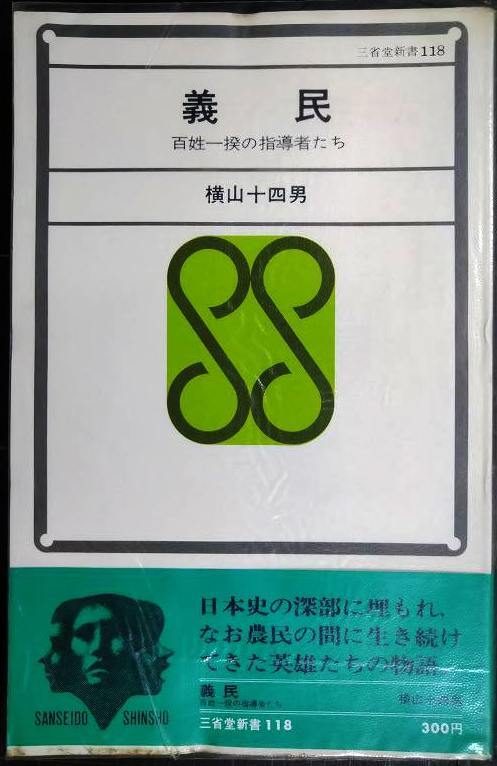 三省堂新書118
義民
百姓一揆の指導者たち
横山十四男
日本史の深部に埋もれ、
なお農民の間に生き続け
てきた英雄たちの物語
義民
百姓一揆の指導者たち
横山十四男
SANSEIDO SHINSHO
三省堂新書118
300円